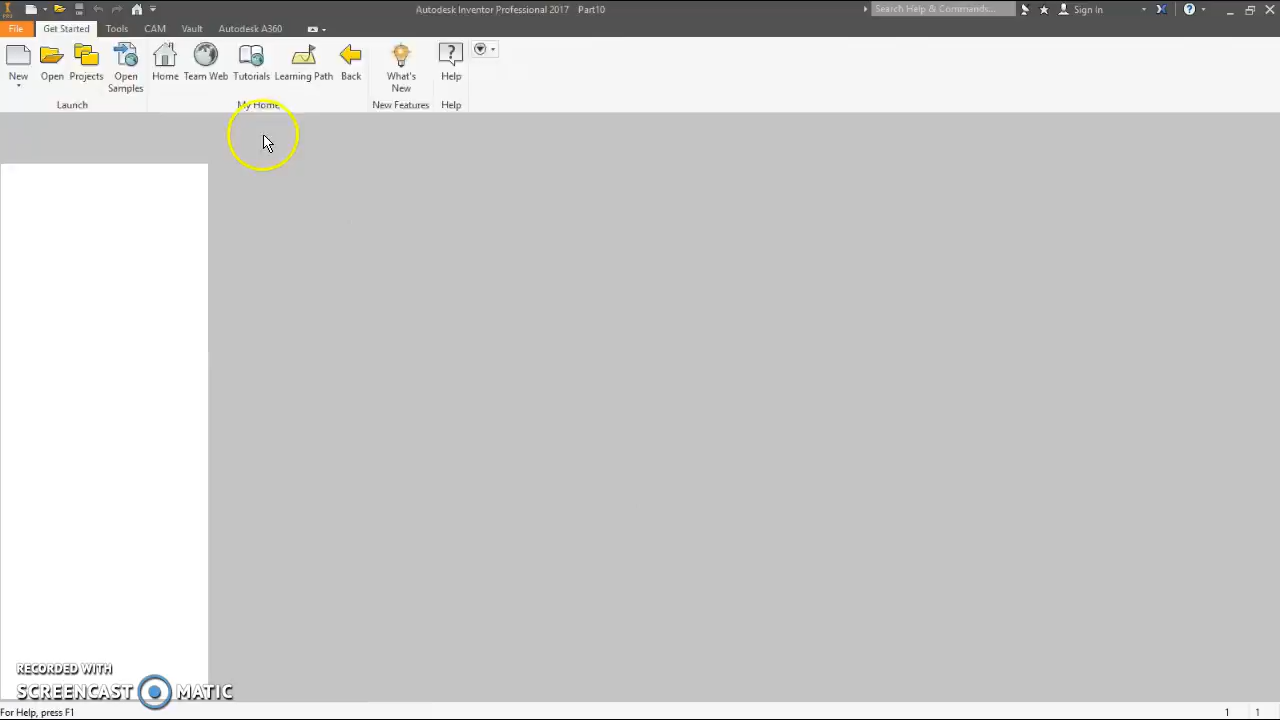 Autodesk Inventor Professional 2017 Part10
Search Help & Commands...
Sign In
File Get Started Tools CAM Vault Autodesk A360
New Open Projects Open Samples Home Team Web Tutorials Learning Path Back What's New Help
Launch My Home New Features Help
RECORDED WITH
SCREENCAST MATIC
For Help, press F1 1 1